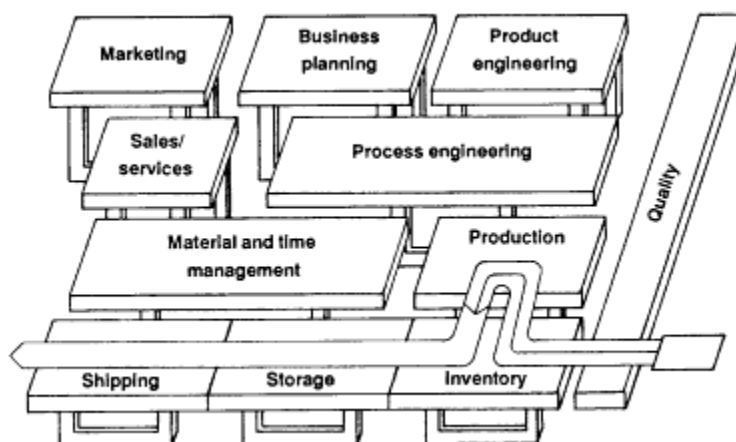 Marketing
Business
planning
Product
engineering
Sales/
services
Process engineering
Quality
Material and time
management
Production
Shipping
Storage
Inventory